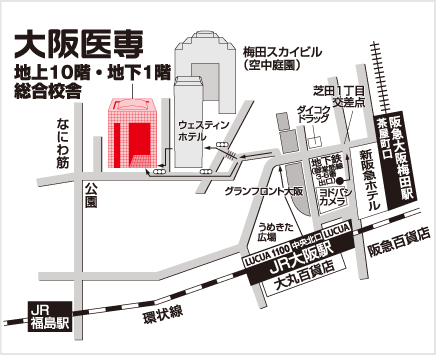 大阪医専
地上10階・地下1階
総合校舎
梅田スカイビル
(空中庭園)
芝田1丁目
交差点
ダイコク
ドラッグ
ウェスティン
ホテル
なにわ筋
公園
地下鉄
ヨドバシ
カメラ
新阪急ホテル
茶屋町口
阪急大阪梅田駅
グランフロント大阪
うめきた
広場
LUCUA 1100
中央北口
LUCUA
JR大阪駅
大丸百貨店
阪急百貨店
環状線
JR
福島駅